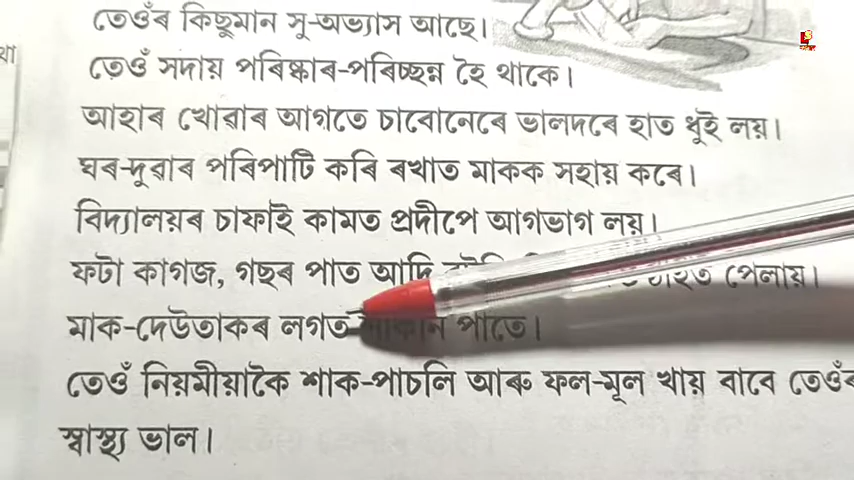 তেওঁৰ কিছুমান সু-অভ্যাস আছে।
তেওঁ সদায় পৰিষ্কাৰ-পৰিচ্ছন্ন হৈ থাকে।
আহাৰ খোৱাৰ আগতে চাবোনেৰে ভালদৰে হাত ধুই লয়।
ঘৰ-দুৱাৰ পৰিপাটি কৰি ৰখাত মাকক সহায় কৰে।
বিদ্যালয়ৰ চাফাই কামত প্ৰদীপে আগভাগ লয়।
ফটা কাগজ, গছৰ পাত আদি পেলায়।
মাক-দেউতাকৰ লগত পাতে।
তেওঁ নিয়মীয়াকৈ শাক-পাচলি আৰু ফল-মূল খায় বাবে তেওঁৰ
স্বাস্থ্য ভাল।